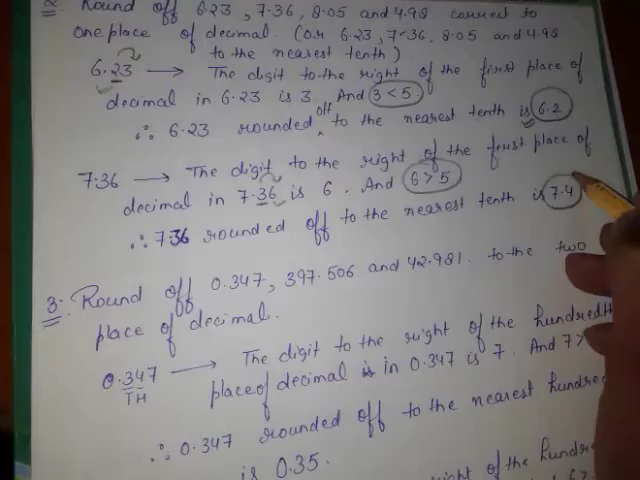 2. Round off 6.23, 7.36, 8.05 and 4.98 correct to
one place of decimal. (or 6.23, 7.36, 8.05 and 4.98
to the nearest tenth)
6.23 → The digit to the right of the first place of
decimal in 6.23 is 3. And 3 < 5.
∴ 6.23 rounded off to the nearest tenth is 6.2
7.36 → The digit to the right of the first place of
decimal in 7.36 is 6. And 6 > 5
∴ 7.36 rounded off to the nearest tenth is 7.4
3. Round off 0.347, 397.506 and 42.981 to the two
place of decimal.
0.347 → The digit to the right of the hundredth
T H place of decimal is in 0.347 is 7. And 7 >
∴ 0.347 rounded off to the nearest hundred
is 0.35.
right of the hund